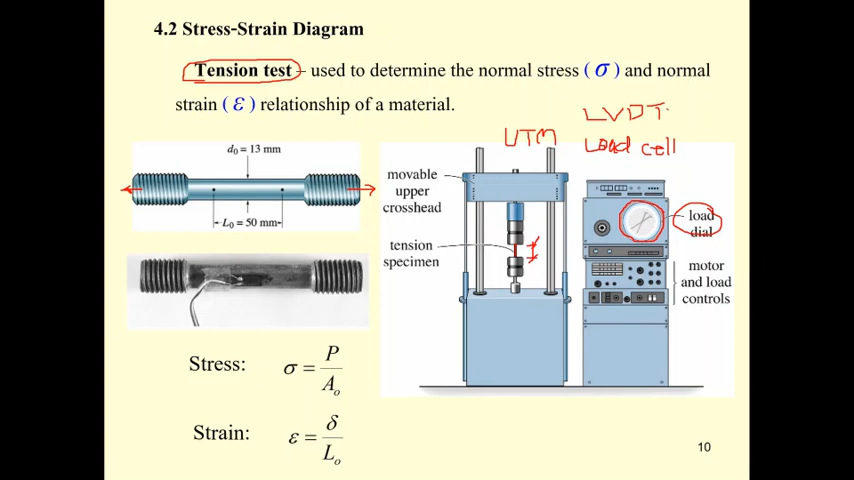 4.2 Stress-Strain Diagram
Tension test – used to determine the normal stress ( σ ) and normal
strain ( ε ) relationship of a material.
LVDT
UTM
Load cell
d₀ = 13 mm
L₀ = 50 mm
movable
upper
crosshead
tension
specimen
load
dial
motor
and load
controls
Stress: σ = P / Aₒ
Strain: ε = δ / Lₒ
10